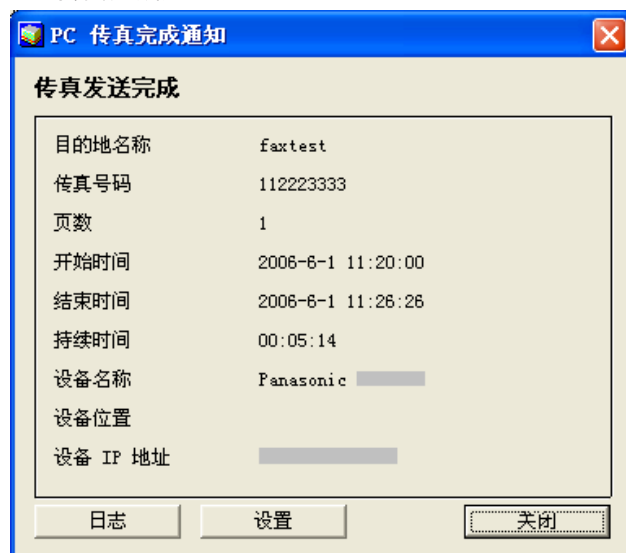 PC 传真完成通知
传真发送完成
目的地名称 faxtest
传真号码 112223333
页数 1
开始时间 2006-6-1 11:20:00
结束时间 2006-6-1 11:26:26
持续时间 00:05:14
设备名称 Panasonic
设备位置
设备 IP 地址
日志 设置 关闭